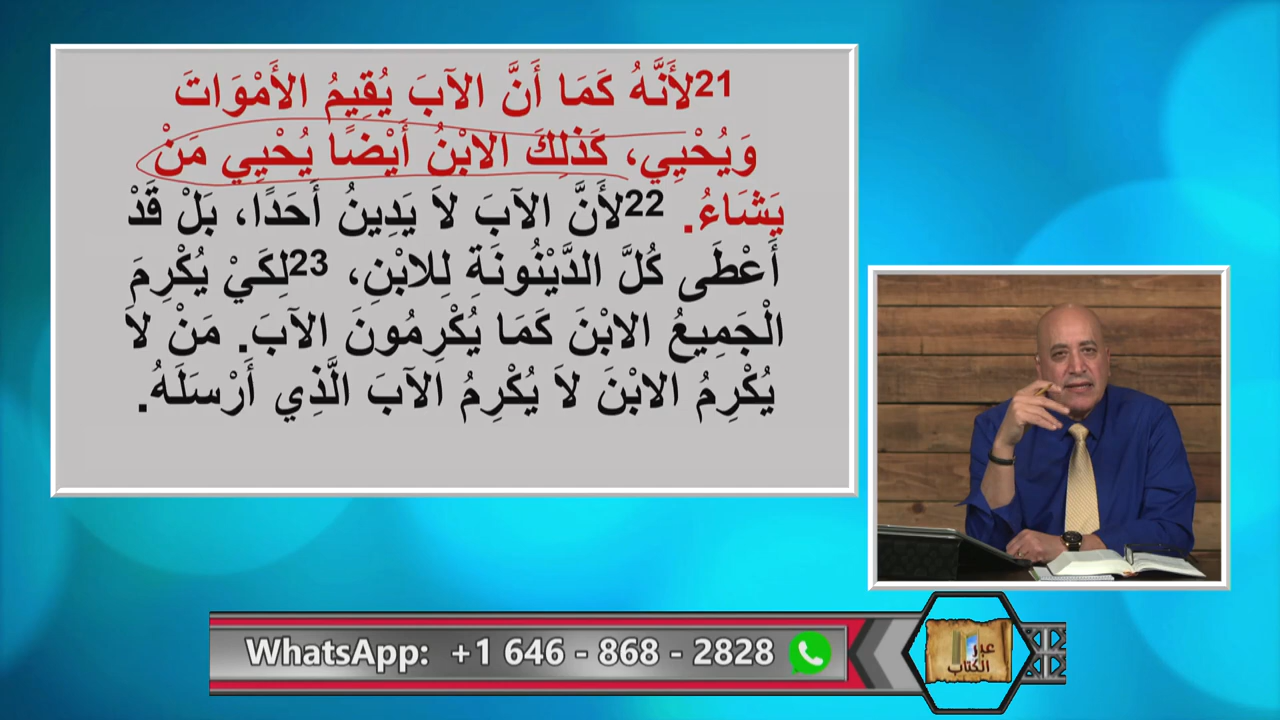 21لأَنَّهُ كَمَا أَنَّ الآبَ يُقِيمُ الأَمْوَاتَ
وَيُحْيِي، كَذلِكَ الابْنُ أَيْضًا يُحْيِي مَنْ
يَشَاءُ. 22لأَنَّ الآبَ لاَ يَدِينُ أَحَدًا، بَلْ قَدْ
أَعْطَى كُلَّ الدَّيْنُونَةِ لِلابْنِ، 23لِكَيْ يُكْرِمَ
الْجَمِيعُ الابْنَ كَمَا يُكْرِمُونَ الآبَ. مَنْ لاَ
يُكْرِمُ الابْنَ لاَ يُكْرِمُ الآبَ الَّذِي أَرْسَلَهُ.
WhatsApp: +1 646 - 868 - 2828
عبر
الكتاب